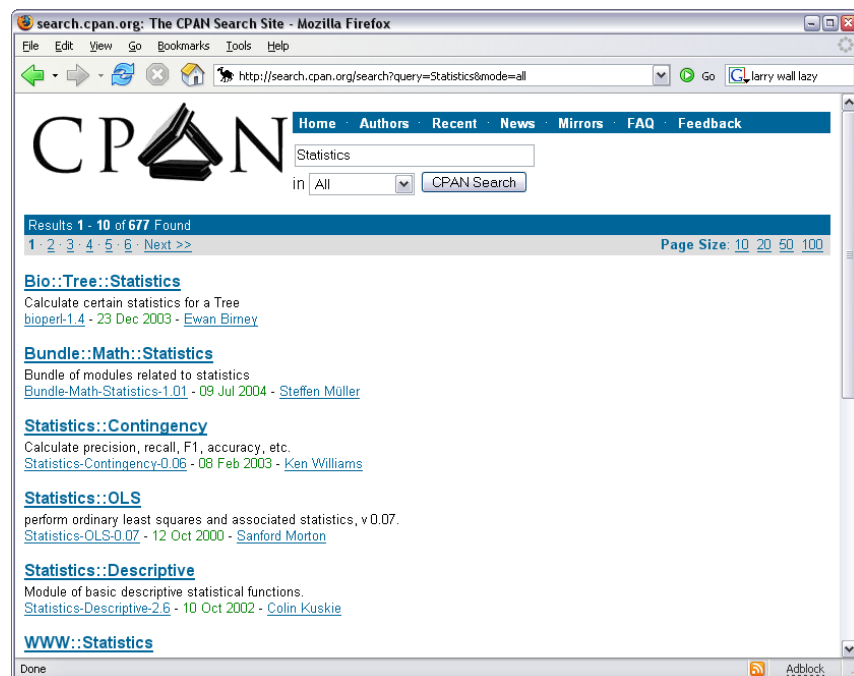 search.cpan.org: The CPAN Search Site - Mozilla Firefox
File Edit View Go Bookmarks Tools Help
http://search.cpan.org/search?query=Statistics&mode=all Go G larry wall lazy
CPAN
Home · Authors · Recent · News · Mirrors · FAQ · Feedback
Statistics
in All CPAN Search
Results 1 - 10 of 677 Found
1 · 2 · 3 · 4 · 5 · 6 · Next >> Page Size: 10 20 50 100
Bio::Tree::Statistics
Calculate certain statistics for a Tree
bioperl-1.4 - 23 Dec 2003 - Ewan Birney
Bundle::Math::Statistics
Bundle of modules related to statistics
Bundle-Math-Statistics-1.01 - 09 Jul 2004 - Steffen Müller
Statistics::Contingency
Calculate precision, recall, F1, accuracy, etc.
Statistics-Contingency-0.06 - 08 Feb 2003 - Ken Williams
Statistics::OLS
perform ordinary least squares and associated statistics, v 0.07.
Statistics-OLS-0.07 - 12 Oct 2000 - Sanford Morton
Statistics::Descriptive
Module of basic descriptive statistical functions.
Statistics-Descriptive-2.6 - 10 Oct 2002 - Colin Kuskie
WWW::Statistics
Done Adblock